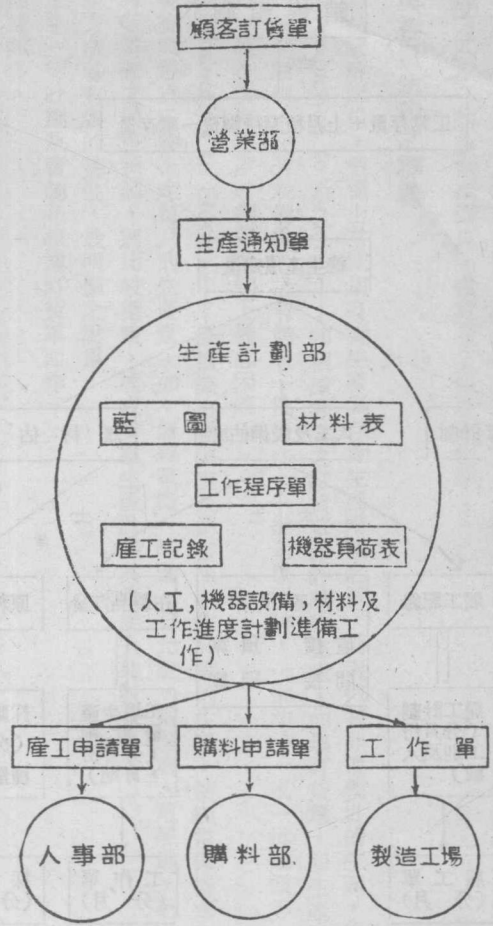 顧客訂貨單
營業部
生產通知單
生產計劃部
藍 圖
材料表
工作程序單
雇工記錄
機器負荷表
（人工，機器設備，材料及
工作進度計劃準備工
作）
雇工申請單
購料申請單
工作單
人事部
購料部
製造工場